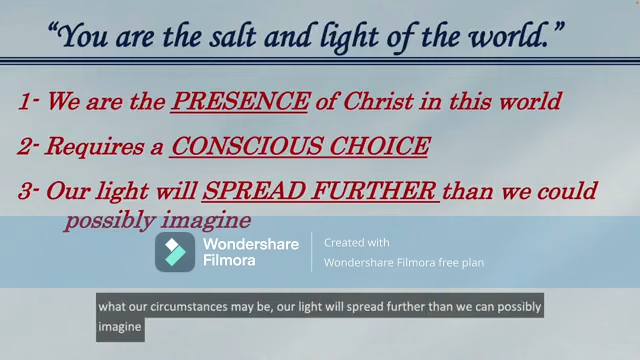 “You are the salt and light of the world.”
1- We are the PRESENCE of Christ in this world
2- Requires a CONSCIOUS CHOICE
3- Our light will SPREAD FURTHER than we could
possibly imagine
Wondershare
Filmora
Created with
Wondershare Filmora free plan
what our circumstances may be, our light will spread further than we can possibly
imagine